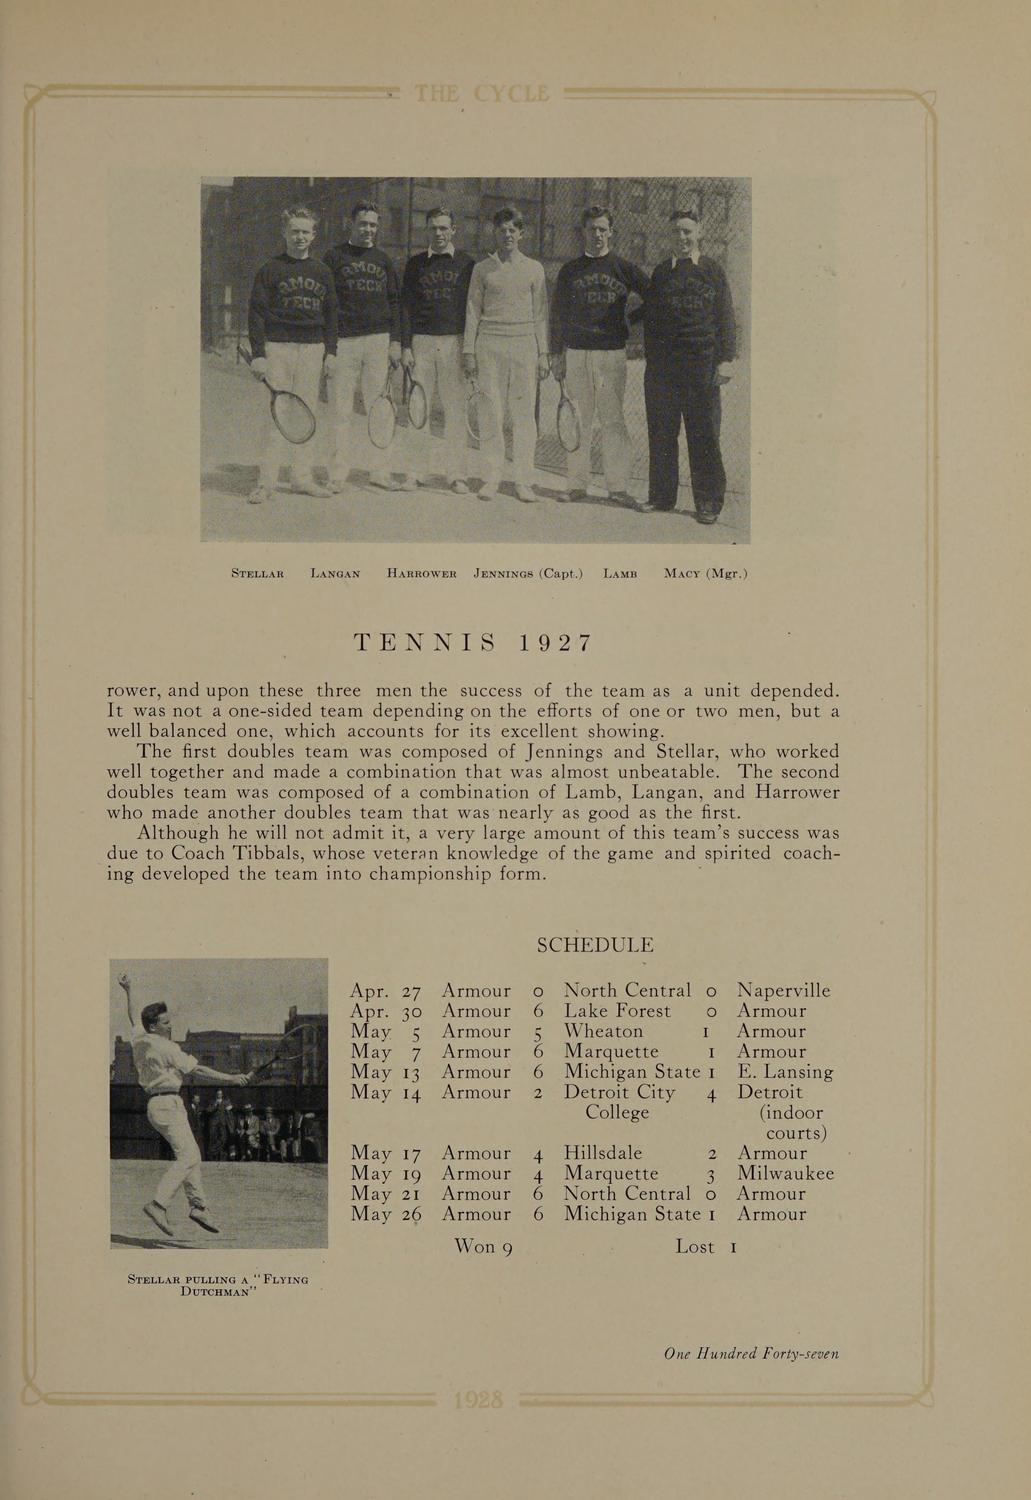 THE CYCLE
ARMOUR TECH
STELLAR LANGAN HARROWER JENNINGS (Capt.) LAMB MACY (Mgr.)
TENNIS 1927
rower, and upon these three men the success of the team as a unit depended.
It was not a one-sided team depending on the efforts of one or two men, but a
well balanced one, which accounts for its excellent showing.
The first doubles team was composed of Jennings and Stellar, who worked
well together and made a combination that was almost unbeatable. The second
doubles team was composed of a combination of Lamb, Langan, and Harrower
who made another doubles team that was nearly as good as the first.
Although he will not admit it, a very large amount of this team's success was
due to Coach Tibbals, whose veteran knowledge of the game and spirited coach-
ing developed the team into championship form.
SCHEDULE
Apr. 27 Armour 0 North Central 0 Naperville
Apr. 30 Armour 6 Lake Forest 0 Armour
May 5 Armour 5 Wheaton 1 Armour
May 7 Armour 6 Marquette 1 Armour
May 13 Armour 6 Michigan State 1 E. Lansing
May 14 Armour 2 Detroit City 4 Detroit
College (indoor
courts)
May 17 Armour 4 Hillsdale 2 Armour
May 19 Armour 4 Marquette 3 Milwaukee
May 21 Armour 6 North Central 0 Armour
May 26 Armour 6 Michigan State 1 Armour
Won 9 Lost 1
STELLAR PULLING A "FLYING
DUTCHMAN"
One Hundred Forty-seven
1928